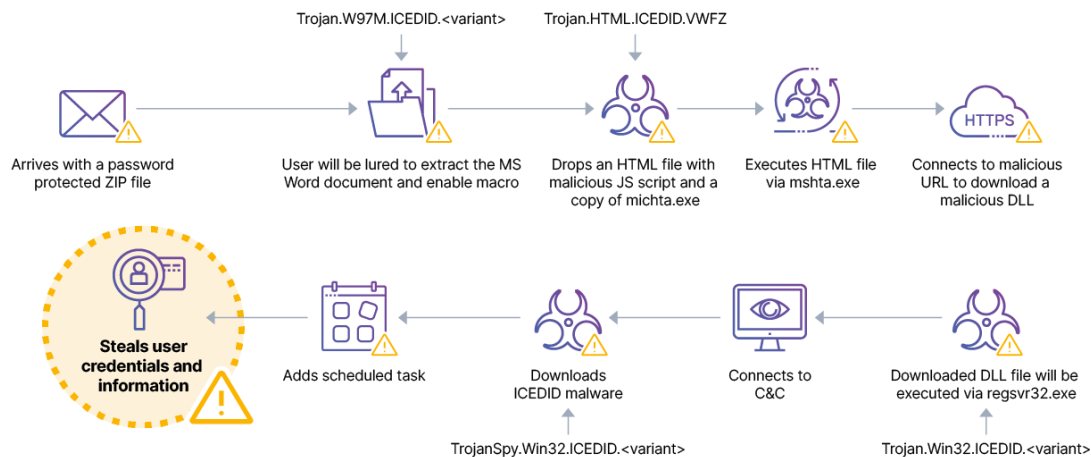 Trojan.W97M.ICEDID.<variant>
Trojan.HTML.ICEDID.VWFZ
HTTPS
Arrives with a password
protected ZIP file
User will be lured to extract the MS
Word document and enable macro
Drops an HTML file with
malicious JS script and a
copy of michta.exe
Executes HTML file
via mshta.exe
Connects to malicious
URL to download a
malicious DLL
Steals user
credentials and
information
Adds scheduled task
Downloads
ICEDID malware
Connects to
C&C
Downloaded DLL file will be
executed via regsvr32.exe
TrojanSpy.Win32.ICEDID.<variant>
Trojan.Win32.ICEDID.<variant>